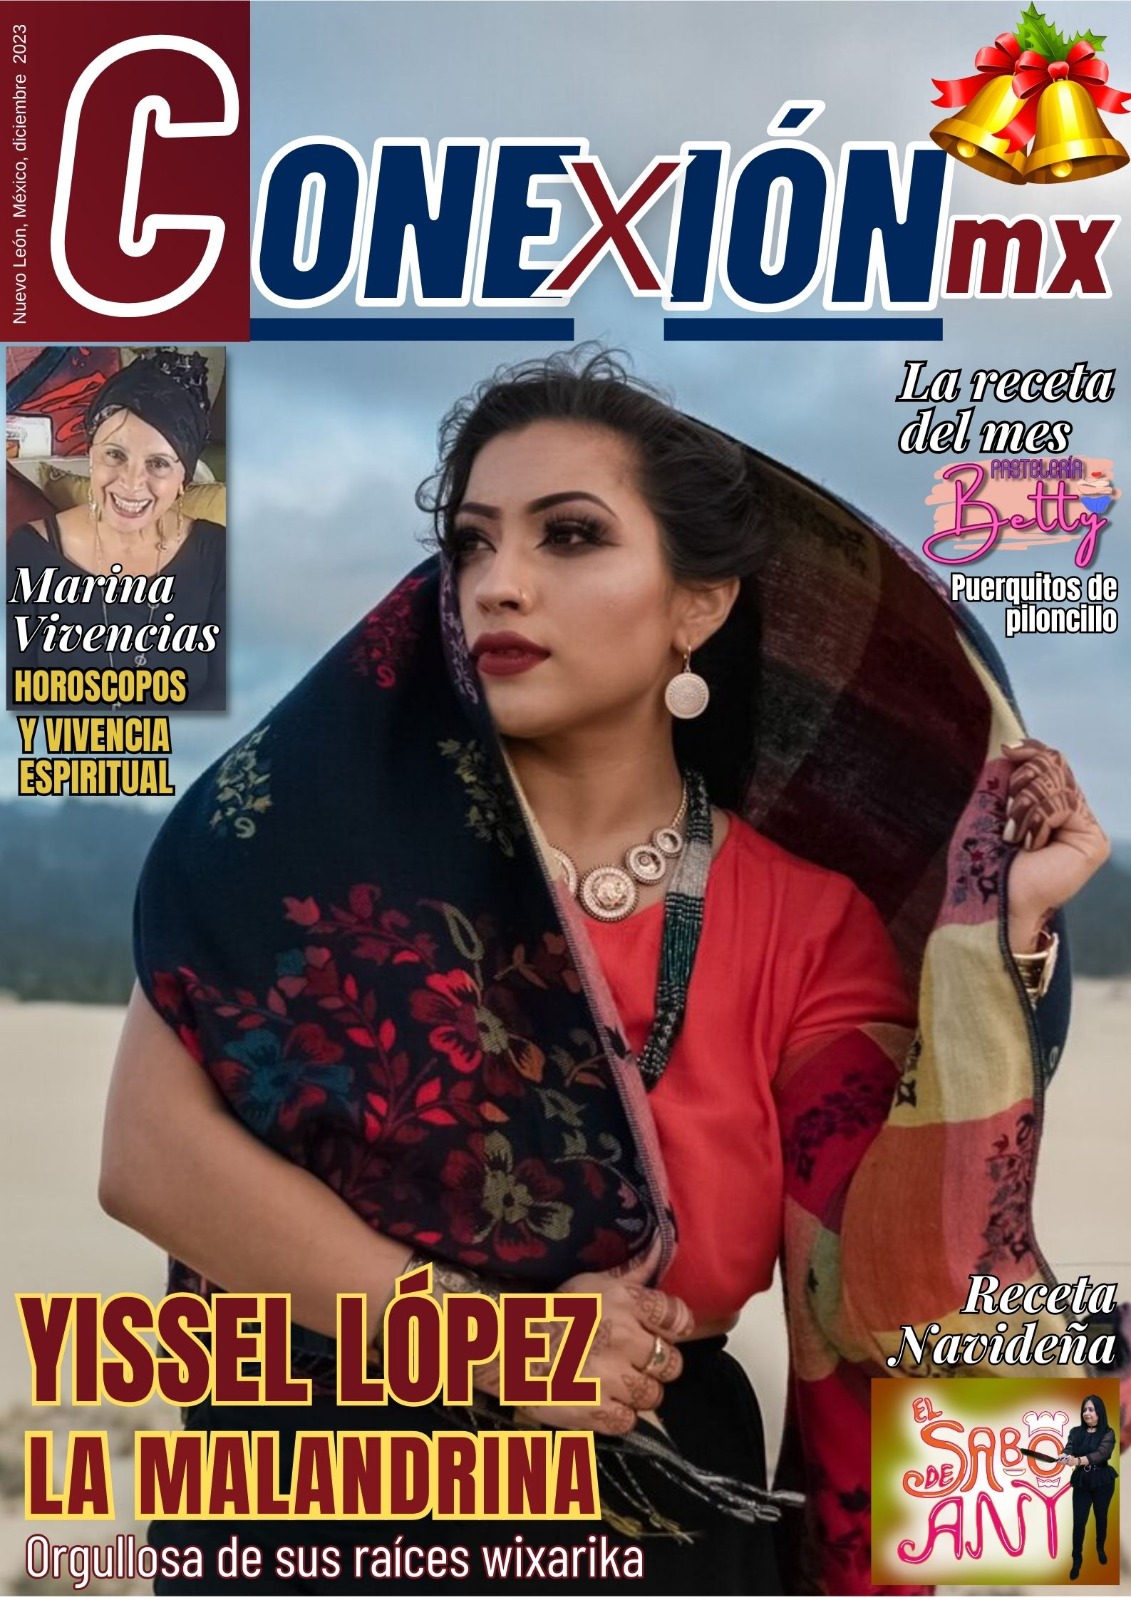 Nuevo León, México, diciembre 2023
CONEXIÓN mx
Marina
Vivencias
HOROSCOPOS
Y VIVENCIA
ESPIRITUAL
La receta
del mes
PASTELERÍA
Betty
Puerquitos de
piloncillo
YISSEL LÓPEZ
LA MALANDRINA
Orgullosa de sus raíces wixarika
Receta
Navideña
EL
SABO
DE
ANY